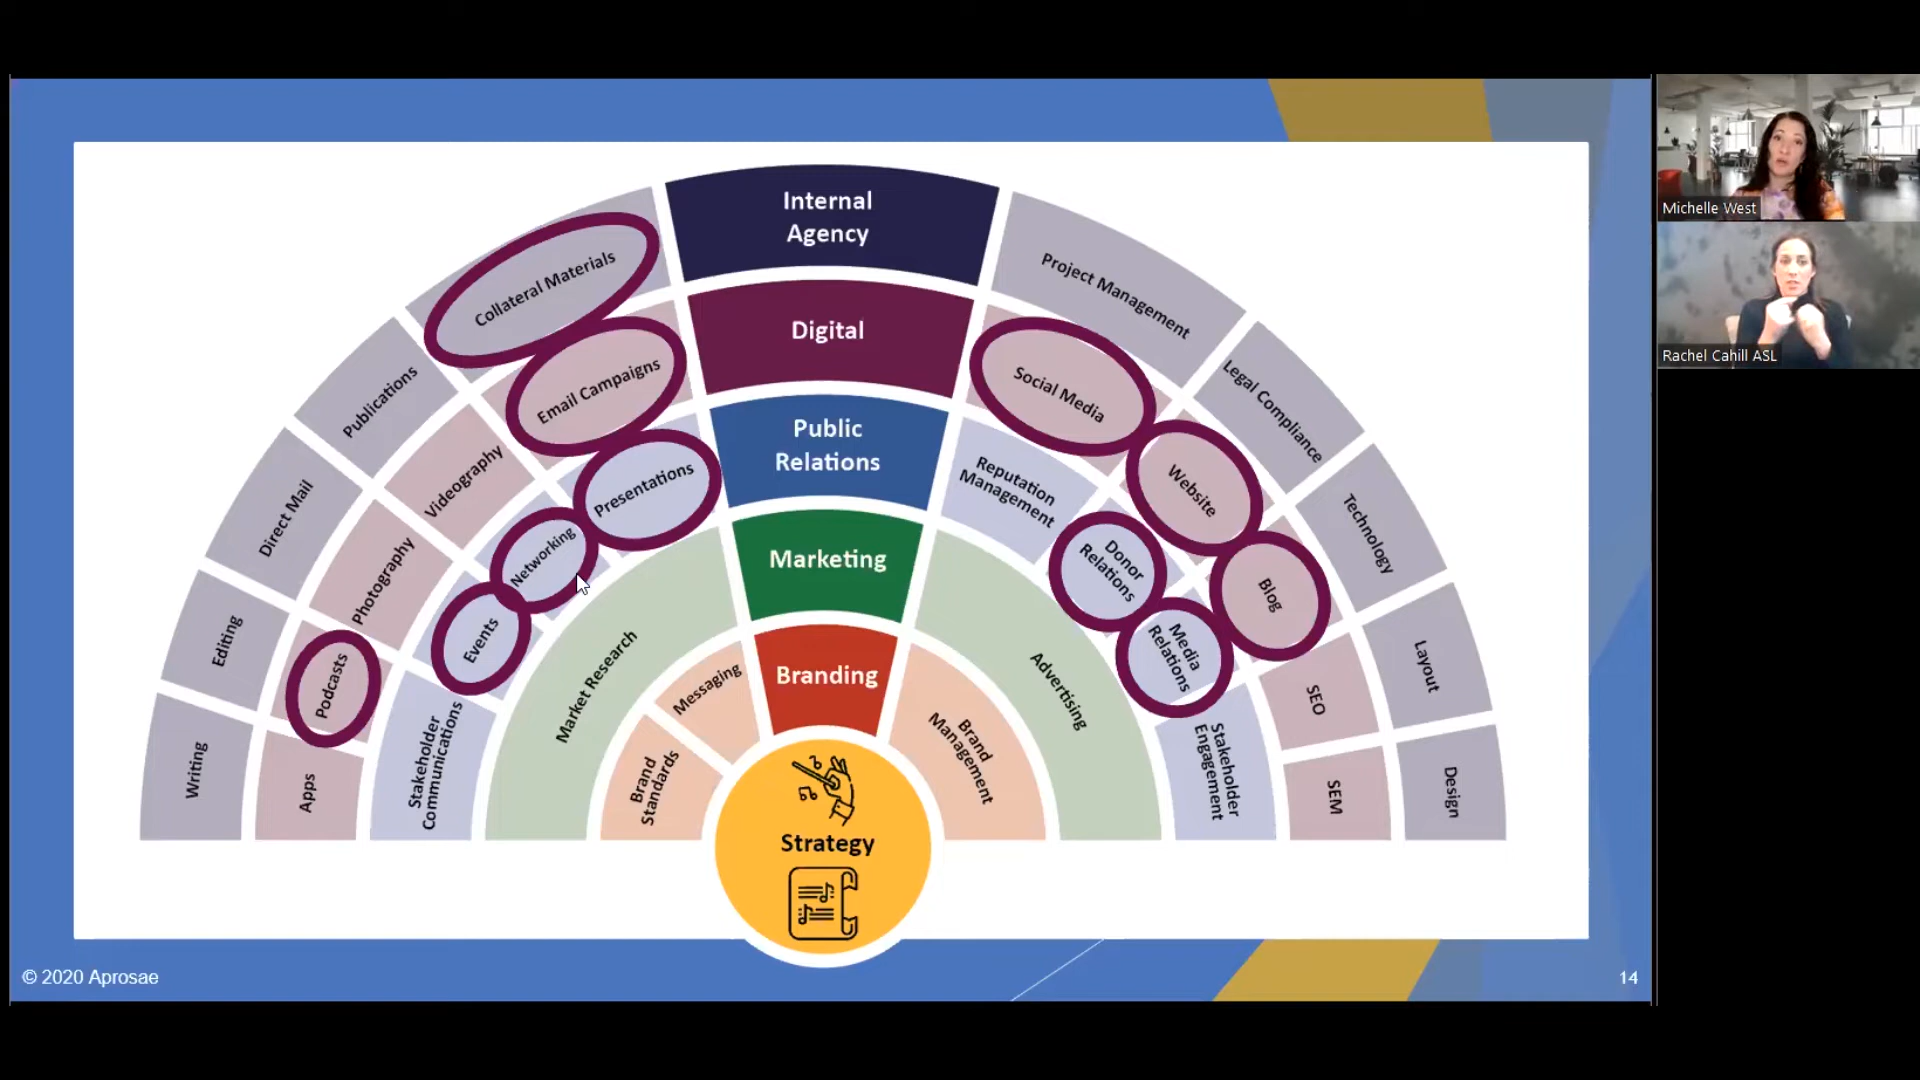 Internal
Agency
Digital
Public
Relations
Marketing
Branding
Strategy
Collateral Materials
Publications
Direct Mail
Editing
Writing
Email Campaigns
Videography
Photography
Podcasts
Apps
Presentations
Networking
Events
Stakeholder
Communications
Market Research
Messaging
Brand
Standards
Project Management
Legal Compliance
Technology
Layout
Design
Social Media
Website
Blog
SEO
SEM
Reputation
Management
Donor
Relations
Media
Relations
Stakeholder
Engagement
Advertising
Brand
Management
© 2020 Aprosae
14
Michelle West
Rachel Cahill ASL